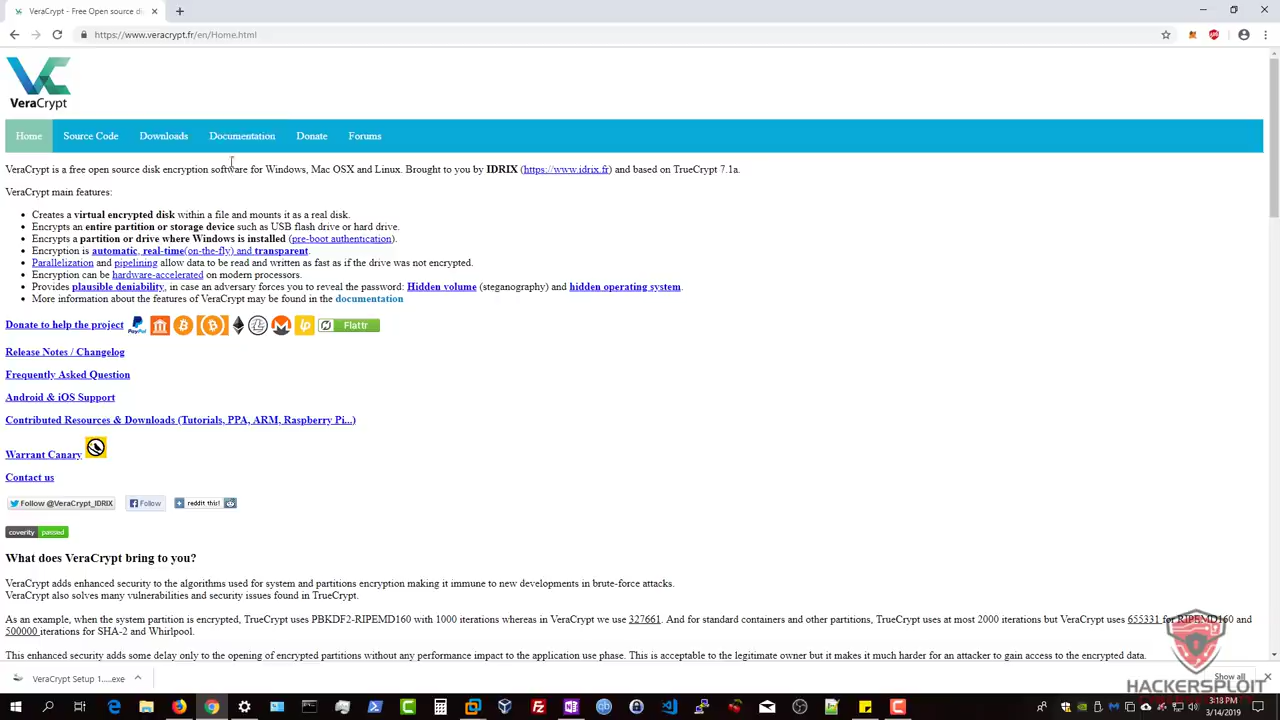 VeraCrypt - Free Open source dis
https://www.veracrypt.fr/en/Home.html
VeraCrypt
Home Source Code Downloads Documentation Donate Forums
VeraCrypt is a free open source disk encryption software for Windows, Mac OSX and Linux. Brought to you by IDRIX (https://www.idrix.fr) and based on TrueCrypt 7.1a.
VeraCrypt main features:
Creates a virtual encrypted disk within a file and mounts it as a real disk.
Encrypts an entire partition or storage device such as USB flash drive or hard drive.
Encrypts a partition or drive where Windows is installed (pre-boot authentication).
Encryption is automatic, real-time(on-the-fly) and transparent.
Parallelization and pipelining allow data to be read and written as fast as if the drive was not encrypted.
Encryption can be hardware-accelerated on modern processors.
Provides plausible deniability, in case an adversary forces you to reveal the password: Hidden volume (steganography) and hidden operating system.
More information about the features of VeraCrypt may be found in the documentation
Donate to help the project PayPal Flattr
Release Notes / Changelog
Frequently Asked Question
Android & iOS Support
Contributed Resources & Downloads (Tutorials, PPA, ARM, Raspberry Pi...)
Warrant Canary
Contact us
Follow @VeraCrypt_IDRIX Follow reddit this!
coverity passed
What does VeraCrypt bring to you?
VeraCrypt adds enhanced security to the algorithms used for system and partitions encryption making it immune to new developments in brute-force attacks.
VeraCrypt also solves many vulnerabilities and security issues found in TrueCrypt.
As an example, when the system partition is encrypted, TrueCrypt uses PBKDF2-RIPEMD160 with 1000 iterations whereas in VeraCrypt we use 327661. And for standard containers and other partitions, TrueCrypt uses at most 2000 iterations but VeraCrypt uses 655331 for RIPEMD160 and
500000 iterations for SHA-2 and Whirlpool.
This enhanced security adds some delay only to the opening of encrypted partitions without any performance impact to the application use phase. This is acceptable to the legitimate owner but it makes it much harder for an attacker to gain access to the encrypted data.
VeraCrypt Setup 1.....exe
Show all
HACKERSPLOIT
3:18 PM
3/14/2019